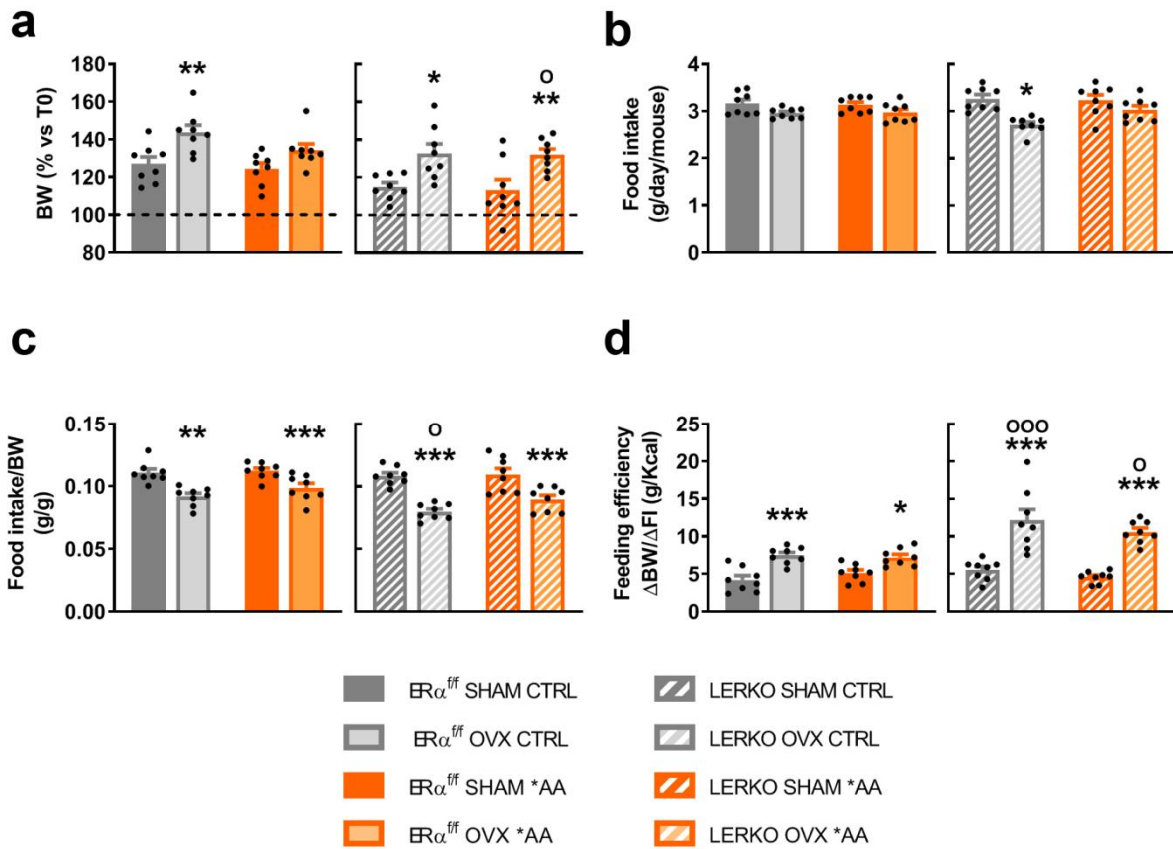 a
BW (% vs T0)
180
160
140
120
100
80
**
*
o
**
b
Food intake
(g/day/mouse)
4
3
2
1
0
*
c
Food intake/BW
(g/g)
0.15
0.10
0.05
0.00
**
***
o
***
***
d
Feeding efficiency
ΔBW/ΔFI (g/Kcal)
25
20
15
10
5
0
***
*
ooo
***
o
***
ERα^f/f SHAM CTRL
ERα^f/f OVX CTRL
ERα^f/f SHAM *AA
ERα^f/f OVX *AA
LERKO SHAM CTRL
LERKO OVX CTRL
LERKO SHAM *AA
LERKO OVX *AA